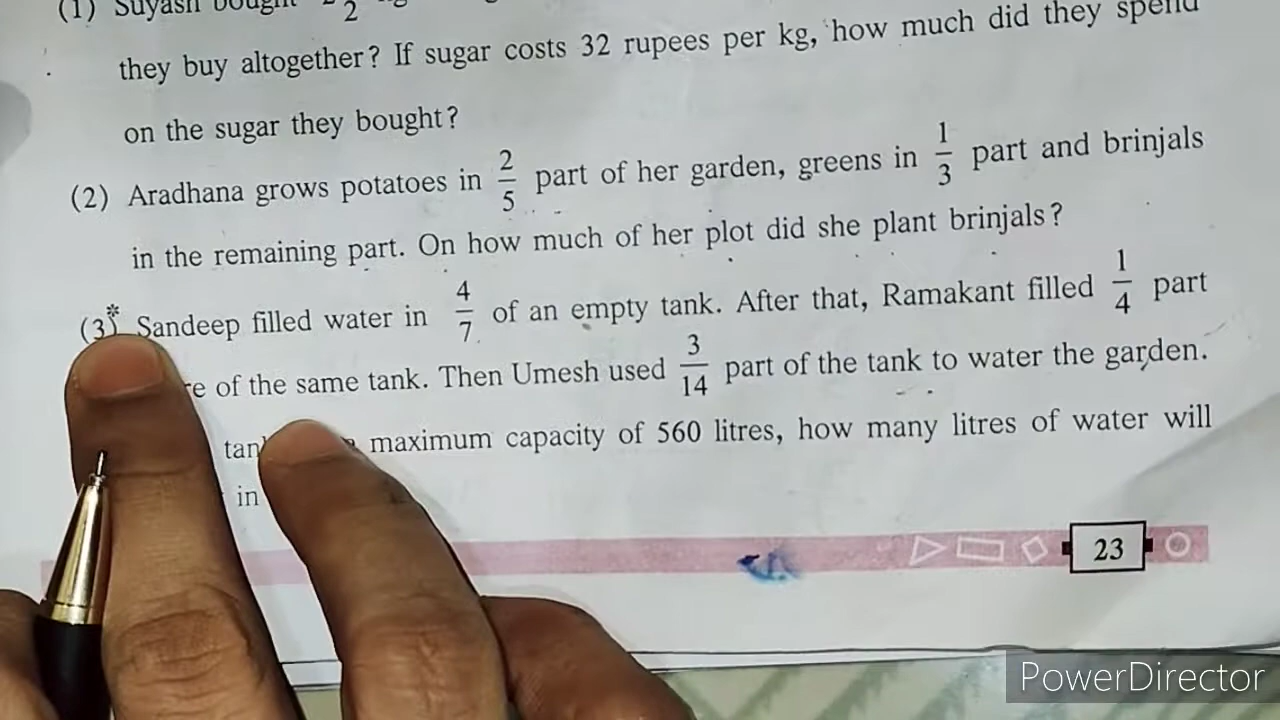 (1) Suyash bought 2
they buy altogether? If sugar costs 32 rupees per kg, how much did they spend
on the sugar they bought?
(2) Aradhana grows potatoes in 2/5 part of her garden, greens in 1/3 part and brinjals
in the remaining part. On how much of her plot did she plant brinjals?
(3)* Sandeep filled water in 4/7 of an empty tank. After that, Ramakant filled 1/4 part
of the same tank. Then Umesh used 3/14 part of the tank to water the garden.
maximum capacity of 560 litres, how many litres of water will
in
23
PowerDirector